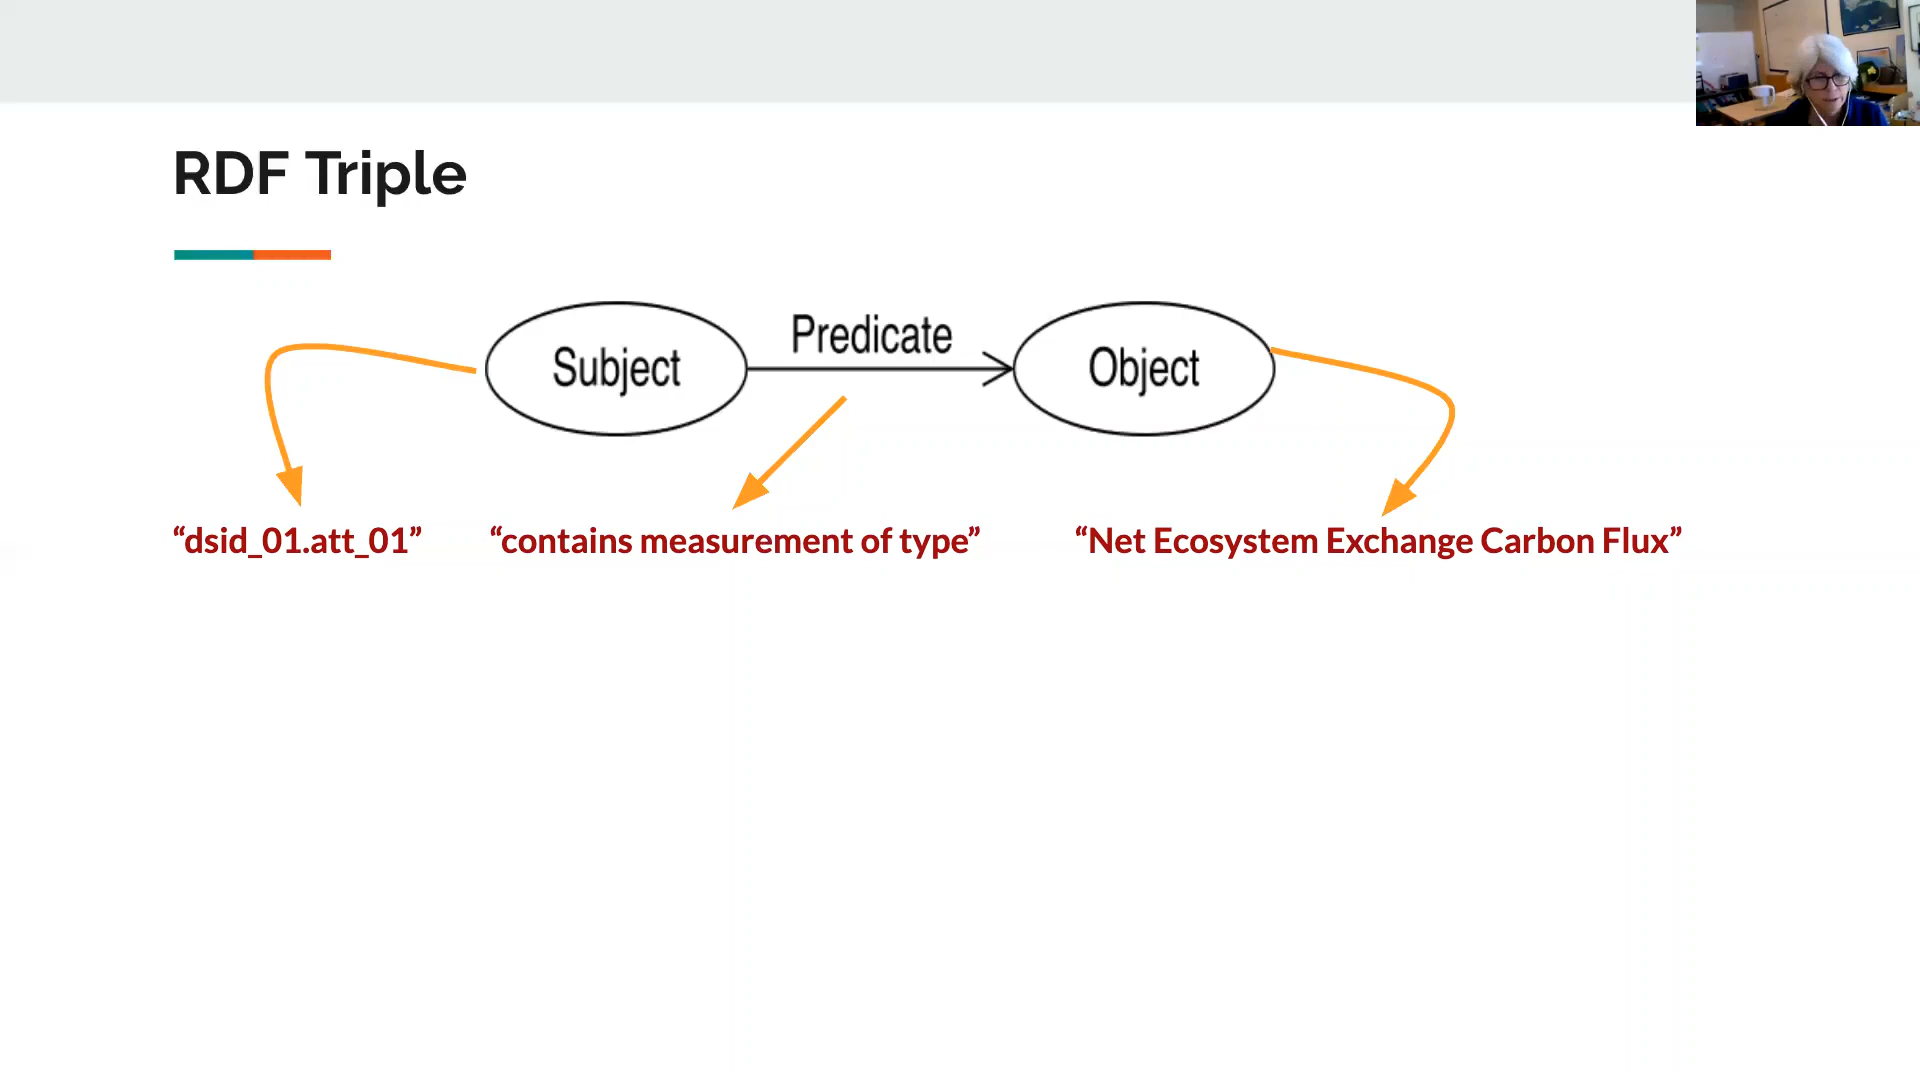 RDF Triple
Subject
Predicate
Object
“dsid_01.att_01”
“contains measurement of type”
“Net Ecosystem Exchange Carbon Flux”